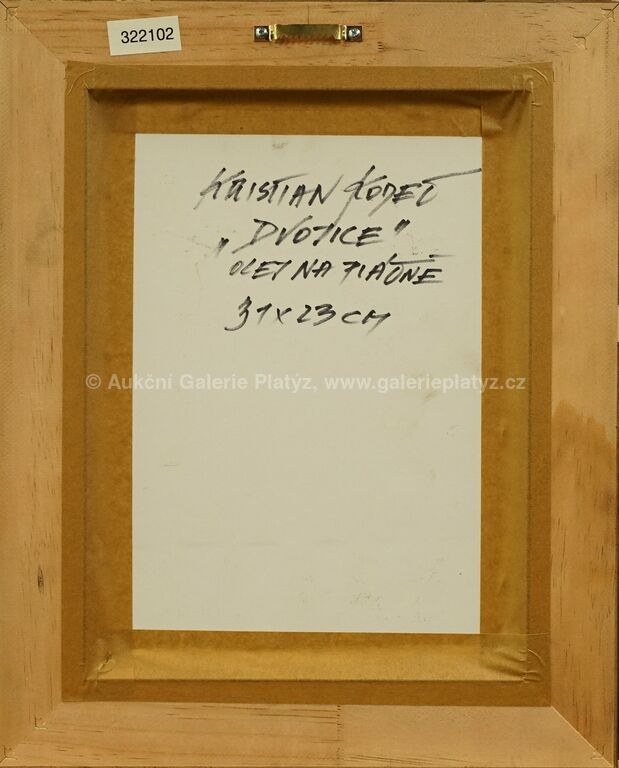 322102
KRISTIAN KODET
„DVOJICE"
OLEJ NA PLÁTNĚ
31 x 23 CM
© Aukční Galerie Platýz, www.galerieplatyz.cz